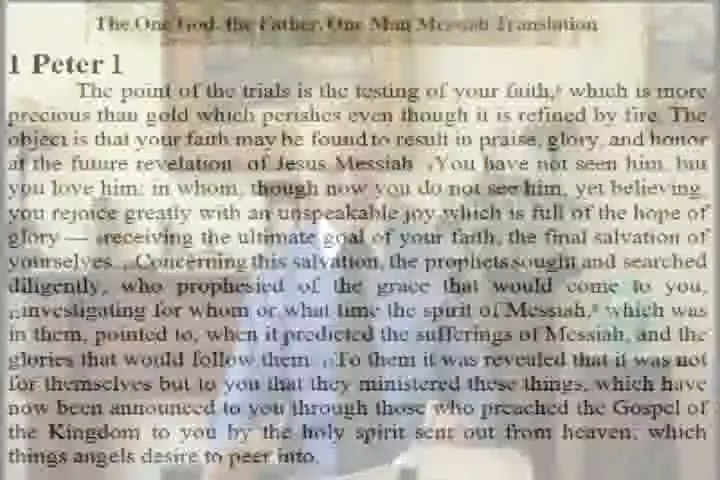 The One God, the Father, One Man Messiah Translation
1 Peter 1
The point of the trials is the testing of your faith, which is more
precious than gold which perishes even though it is refined by fire. The
object is that your faith may be found to result in praise, glory, and honor
at the future revelation of Jesus Messiah. You have not seen him, but
you love him; in whom, though now you do not see him, yet believing,
you rejoice greatly with an unspeakable joy which is full of the hope of
glory — receiving the ultimate goal of your faith, the final salvation of
yourselves. Concerning this salvation, the prophets sought and searched
diligently, who prophesied of the grace that would come to you,
investigating for whom or what time the spirit of Messiah, which was
in them, pointed to, when it predicted the sufferings of Messiah, and the
glories that would follow them. To them it was revealed that it was not
for themselves but to you that they ministered these things, which have
now been announced to you through those who preached the Gospel of
the Kingdom to you by the holy spirit sent out from heaven; which
things angels desire to peer into.